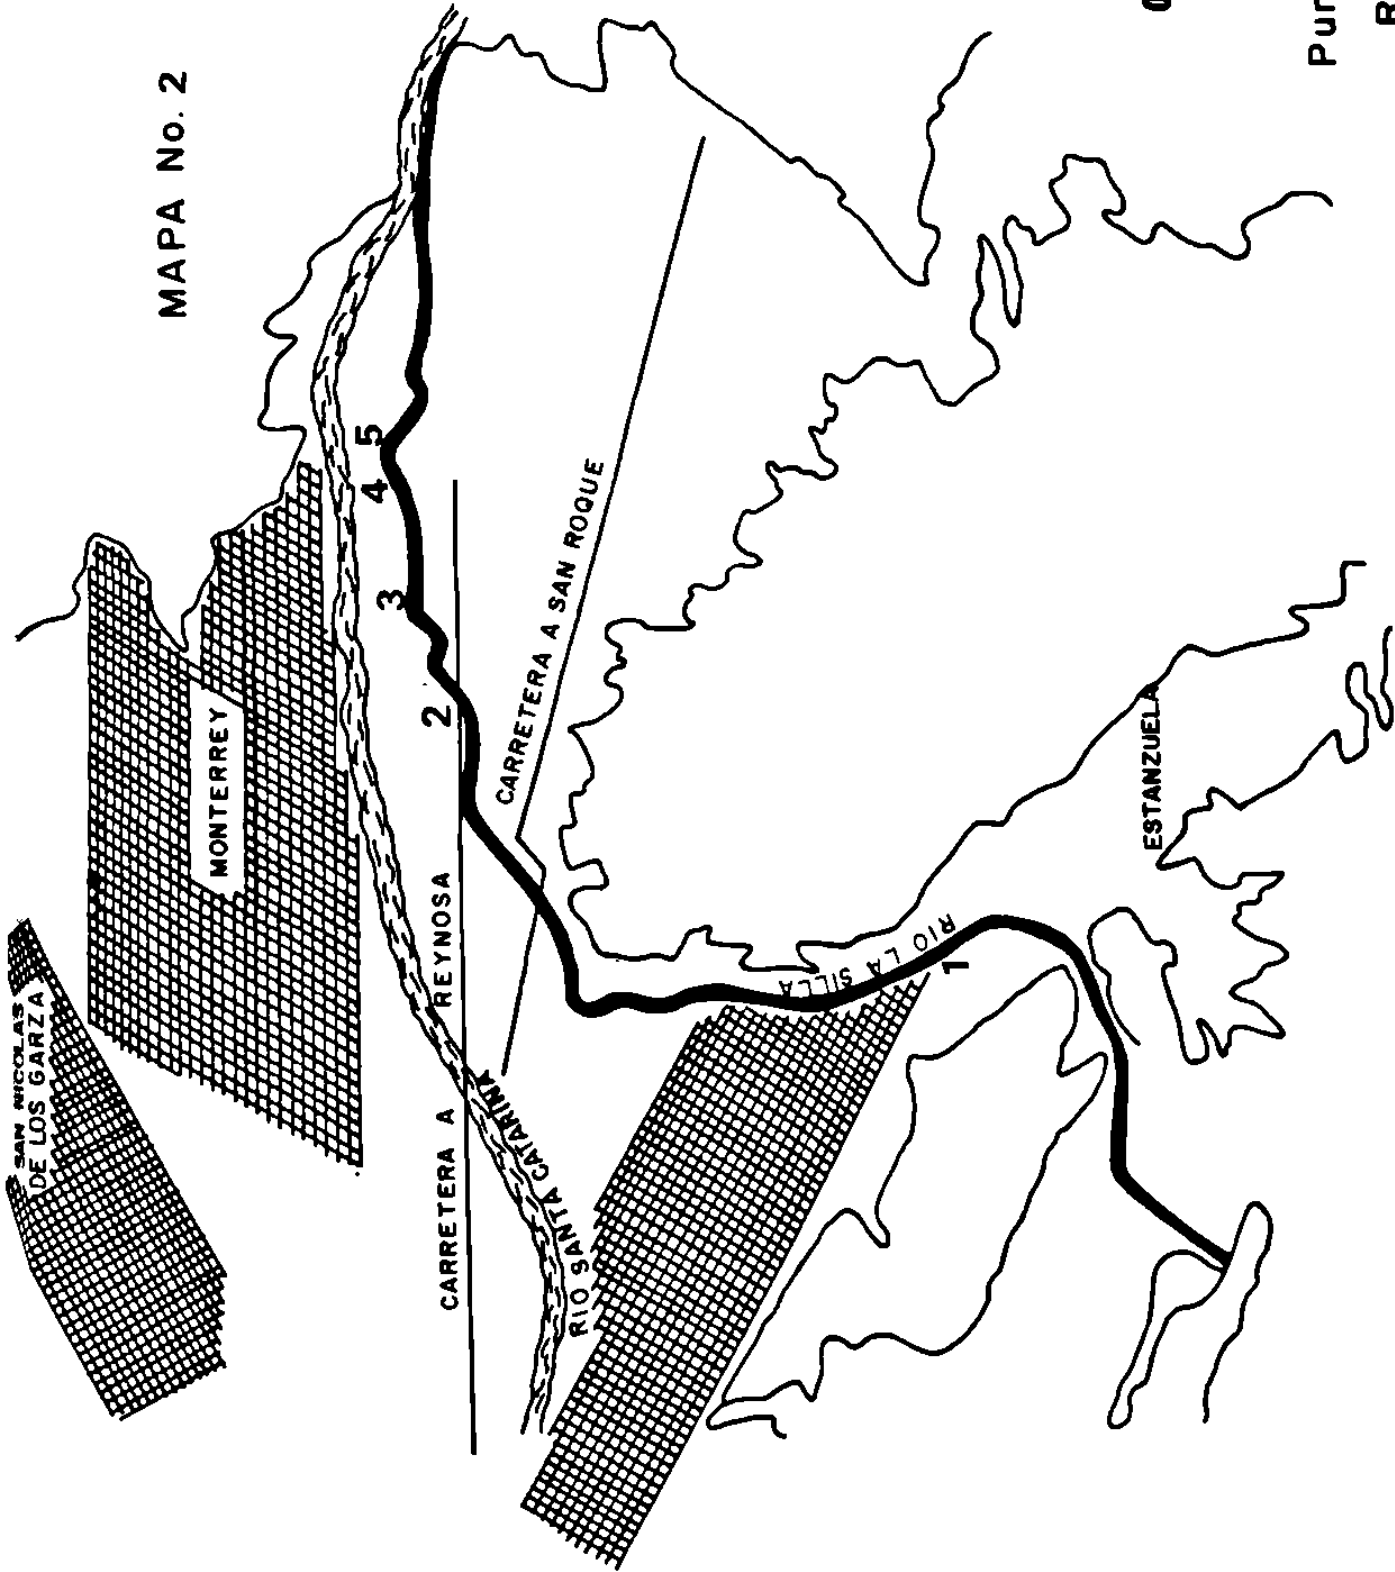 MAPA No. 2
SAN NICOLAS
DE LOS GARZA
MONTERREY
CARRETERA A REYNOSA
CARRETERA A SAN ROQUE
RIO SANTA CATARINA
RIO LA SILLA
ESTANZUELA
1
2
3
4
5